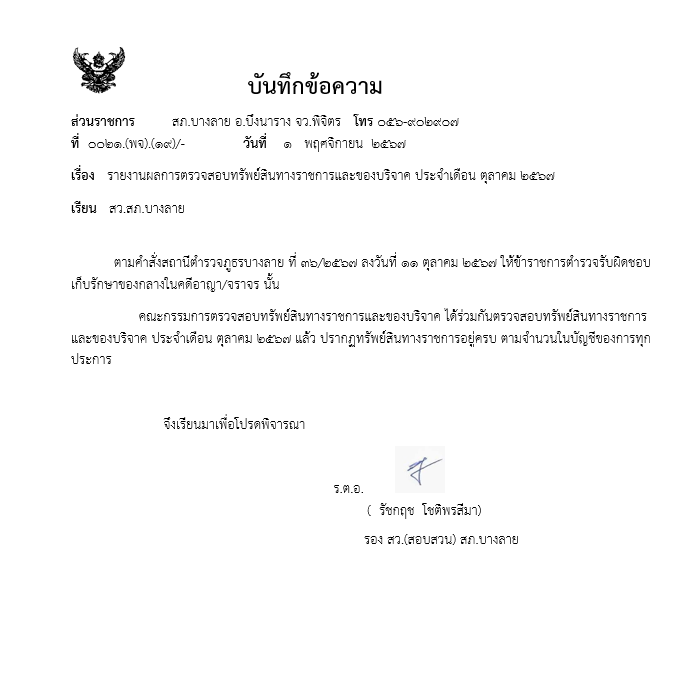 บันทึกข้อความ
ส่วนราชการ สภ.บางลาย อ.บึงนาราง จว.พิจิตร โทร ๐๕๖-๙๐๒๙๐๗
ที่ ๐๐๒๑.(พจ).(๑๙)/- วันที่ ๑ พฤศจิกายน ๒๕๖๗
เรื่อง รายงานผลการตรวจสอบทรัพย์สินทางราชการและของบริจาค ประจำเดือน ตุลาคม ๒๕๖๗
เรียน สว.สภ.บางลาย
ตามคำสั่งสถานีตำรวจภูธรบางลาย ที่ ๓๖/๒๕๖๗ ลงวันที่ ๑๑ ตุลาคม ๒๕๖๗ ให้ข้าราชการตำรวจรับผิดชอบ
เก็บรักษาของกลางในคดีอาญา/จราจร นั้น
คณะกรรมการตรวจสอบทรัพย์สินทางราชการและของบริจาค ได้ร่วมกันตรวจสอบทรัพย์สินทางราชการ
และของบริจาค ประจำเดือน ตุลาคม ๒๕๖๗ แล้ว ปรากฏทรัพย์สินทางราชการอยู่ครบ ตามจำนวนในบัญชีของการทุก
ประการ
จึงเรียนมาเพื่อโปรดพิจารณา
ร.ต.อ.
( รัชกฤช โชติพรสีมา)
รอง สว.(สอบสวน) สภ.บางลาย